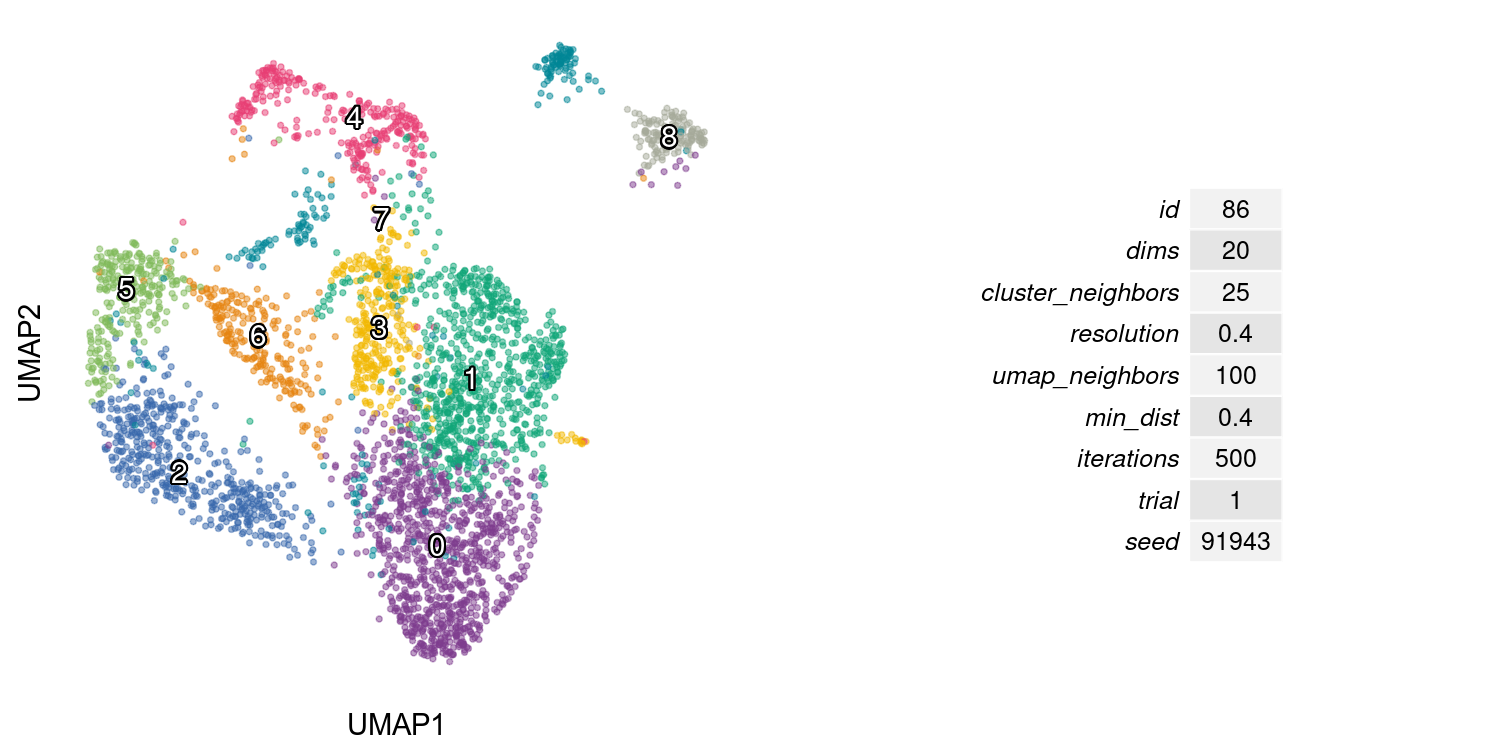 4
8
7
5
3
6
1
2
0
UMAP2
UMAP1
id 86
dims 20
cluster_neighbors 25
resolution 0.4
umap_neighbors 100
min_dist 0.4
iterations 500
trial 1
seed 91943